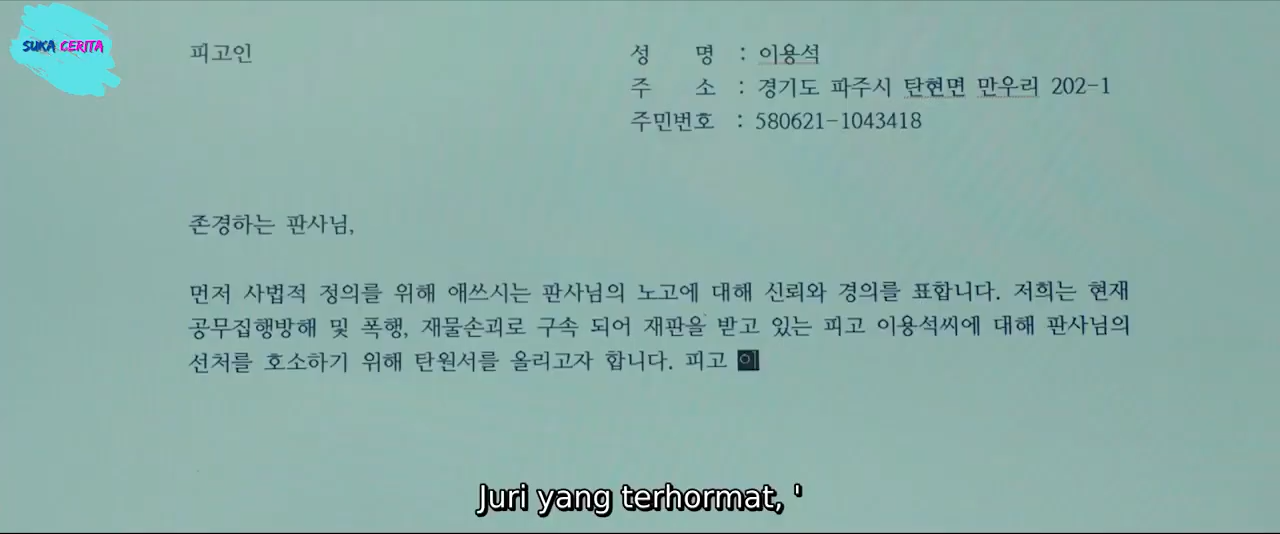 SUKA CERITA
피고인
성 명 : 이용석
주 소 : 경기도 파주시 탄현면 만우리 202-1
주민번호 : 580621-1043418
존경하는 판사님,
먼저 사법적 정의를 위해 애쓰시는 판사님의 노고에 대해 신뢰와 경의를 표합니다. 저희는 현재
공무집행방해 및 폭행, 재물손괴로 구속 되어 재판을 받고 있는 피고 이용석씨에 대해 판사님의
선처를 호소하기 위해 탄원서를 올리고자 합니다. 피고 이
Juri yang terhormat, '